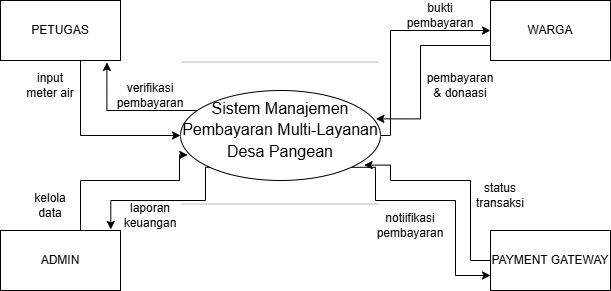 PETUGAS
bukti
pembayaran
WARGA
input
meter air
verifikasi
pembayaran
pembayaran
& donaasi
Sistem Manajemen
Pembayaran Multi-Layanan
Desa Pangean
kelola
data
laporan
keuangan
status
transaksi
notiifikasi
pembayaran
ADMIN
PAYMENT GATEWAY